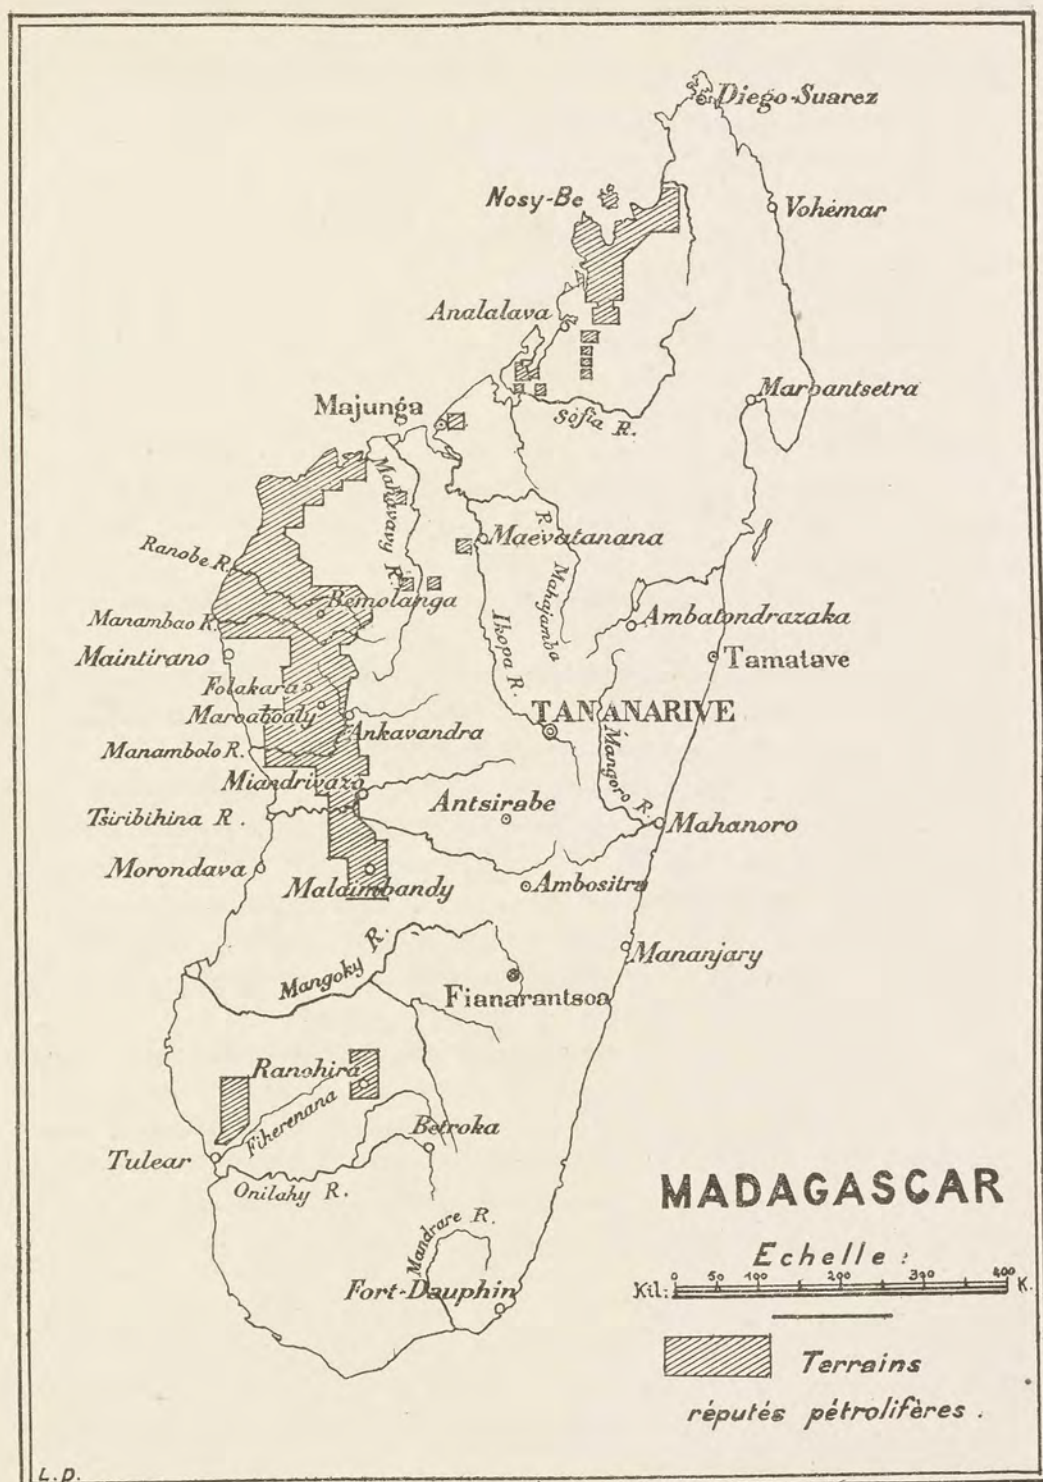 Diego-Suarez
Nosy-Be
Vohémar
Analalava
Maroantsetra
Majunga
Sofia R.
Mahavavy R.
Ranobe R.
Maevatanana
R. Mahajamba
Bemolanga
Ikopa R.
Manambao R.
Ambatondrazaka
Maintirano
Tamatave
Folakara
Maroaboaly
TANANARIVE
Ankavandra
Manambolo R.
Mangoro R.
Miandrivazo
Antsirabe
Tsiribihina R.
Mahanoro
Morondava
Malaimbandy
Ambositra
Mananjary
Mangoky R.
Fianarantsoa
Ranohira
Fiherenana
Betroka
Tulear
Onilahy R.
Mandrare R.
Fort-Dauphin
MADAGASCAR
Echelle :
Kil: 0 50 100 200 300 400 K.
Terrains
réputés pétrolifères .
L.D.